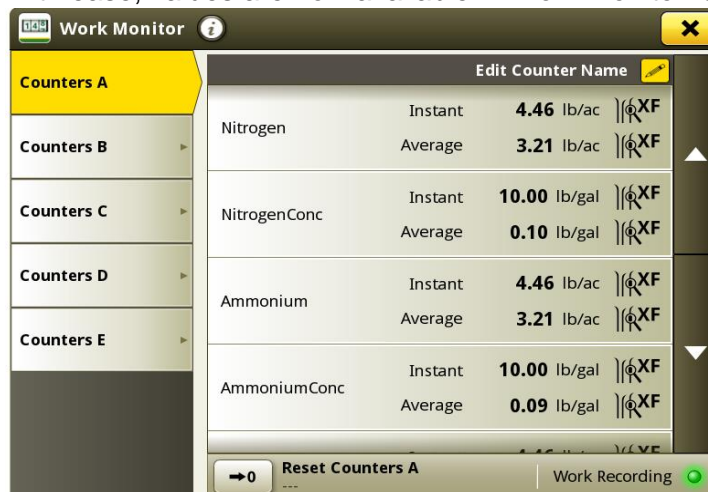 Work Monitor i
Counters A
Counters B
Counters C
Counters D
Counters E
Edit Counter Name
Nitrogen
Instant 4.46 lb/ac XF
Average 3.21 lb/ac XF
NitrogenConc
Instant 10.00 lb/gal XF
Average 0.10 lb/gal XF
Ammonium
Instant 4.46 lb/ac XF
Average 3.21 lb/ac XF
AmmoniumConc
Instant 10.00 lb/gal XF
Average 0.09 lb/gal XF
→0 Reset Counters A
---
Work Recording